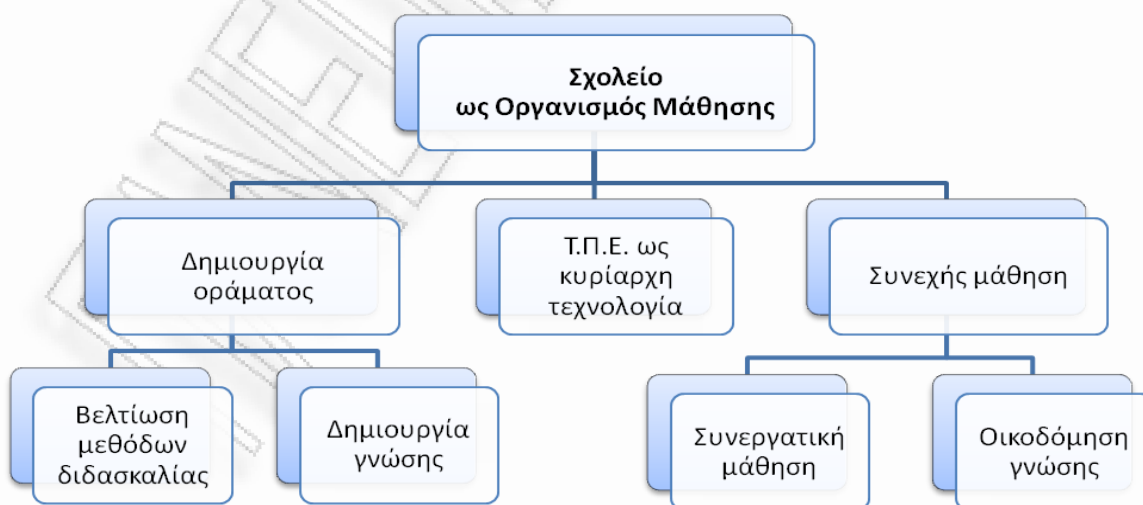 Σχολείο
ως Οργανισμός Μάθησης
Δημιουργία
οράματος
Τ.Π.Ε. ως
κυρίαρχη
τεχνολογία
Συνεχής μάθηση
Βελτίωση
μεθόδων
διδασκαλίας
Δημιουργία
γνώσης
Συνεργατική
μάθηση
Οικοδόμηση
γνώσης